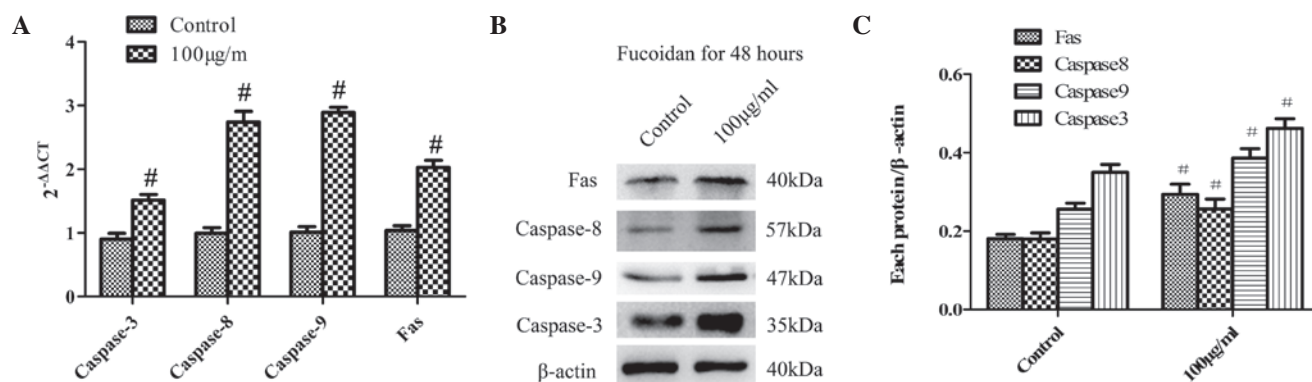 A
Control
100μg/m
4
3
2
1
0
2-ΔΔCT
#
#
#
#
Caspase-3
Caspase-8
Caspase-9
Fas
B
Fucoidan for 48 hours
Control
100μg/ml
Fas 40kDa
Caspase-8 57kDa
Caspase-9 47kDa
Caspase-3 35kDa
β-actin 40kDa
C
Fas
Caspase8
Caspase9
Caspase3
0.6
0.4
0.2
0.0
Each protein/β-actin
#
#
#
#
Control
100μg/ml